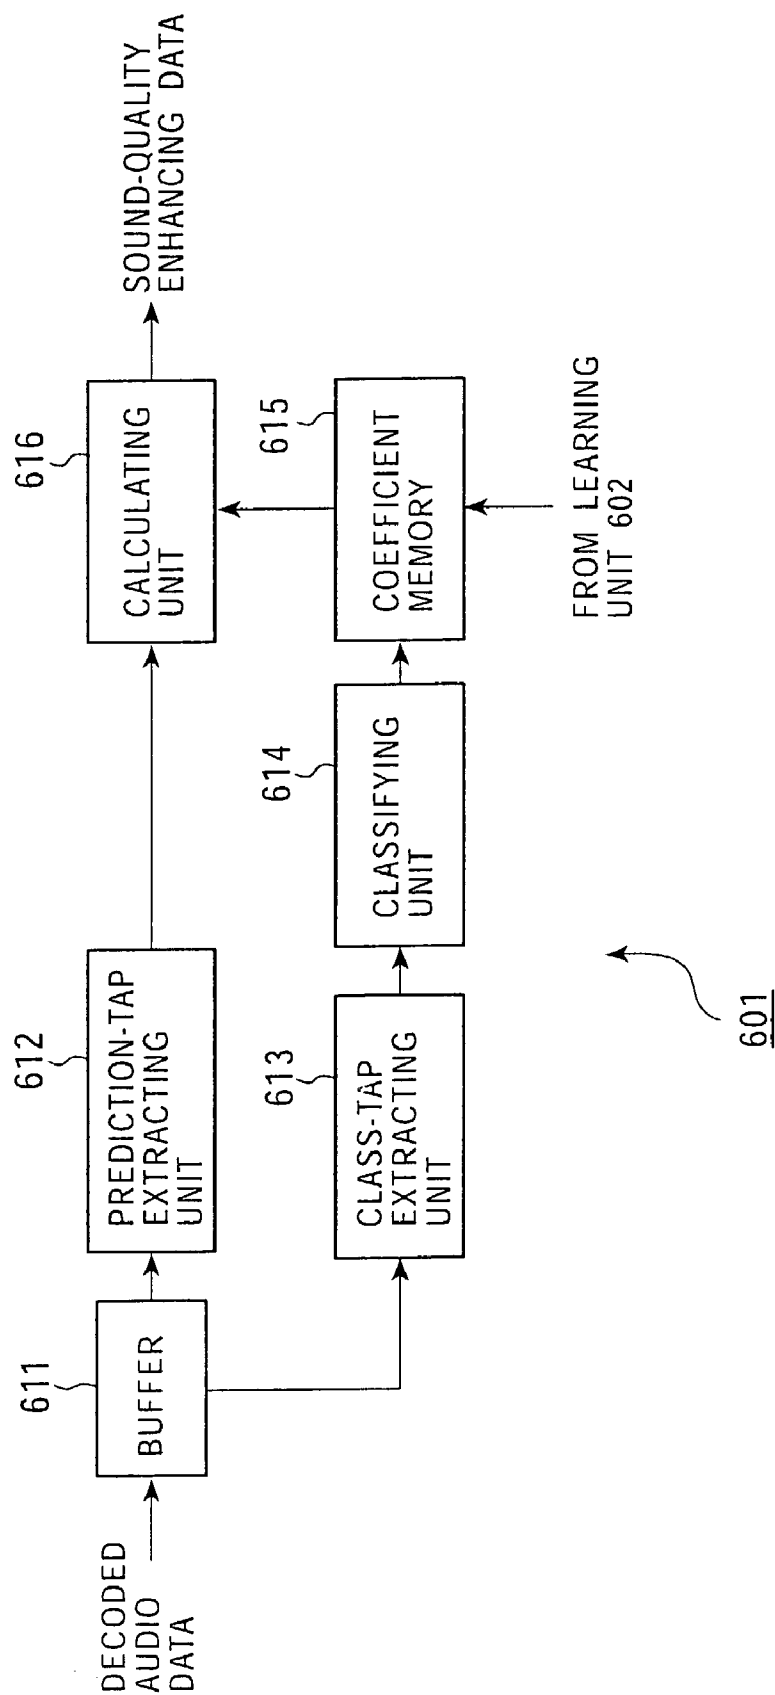 DECODED
AUDIO
DATA
611
BUFFER
612
PREDICTION-TAP
EXTRACTING
UNIT
616
CALCULATING
UNIT
SOUND-QUALITY
ENHANCING DATA
613
CLASS-TAP
EXTRACTING
UNIT
614
CLASSIFYING
UNIT
615
COEFFICIENT
MEMORY
FROM LEARNING
UNIT 602
601